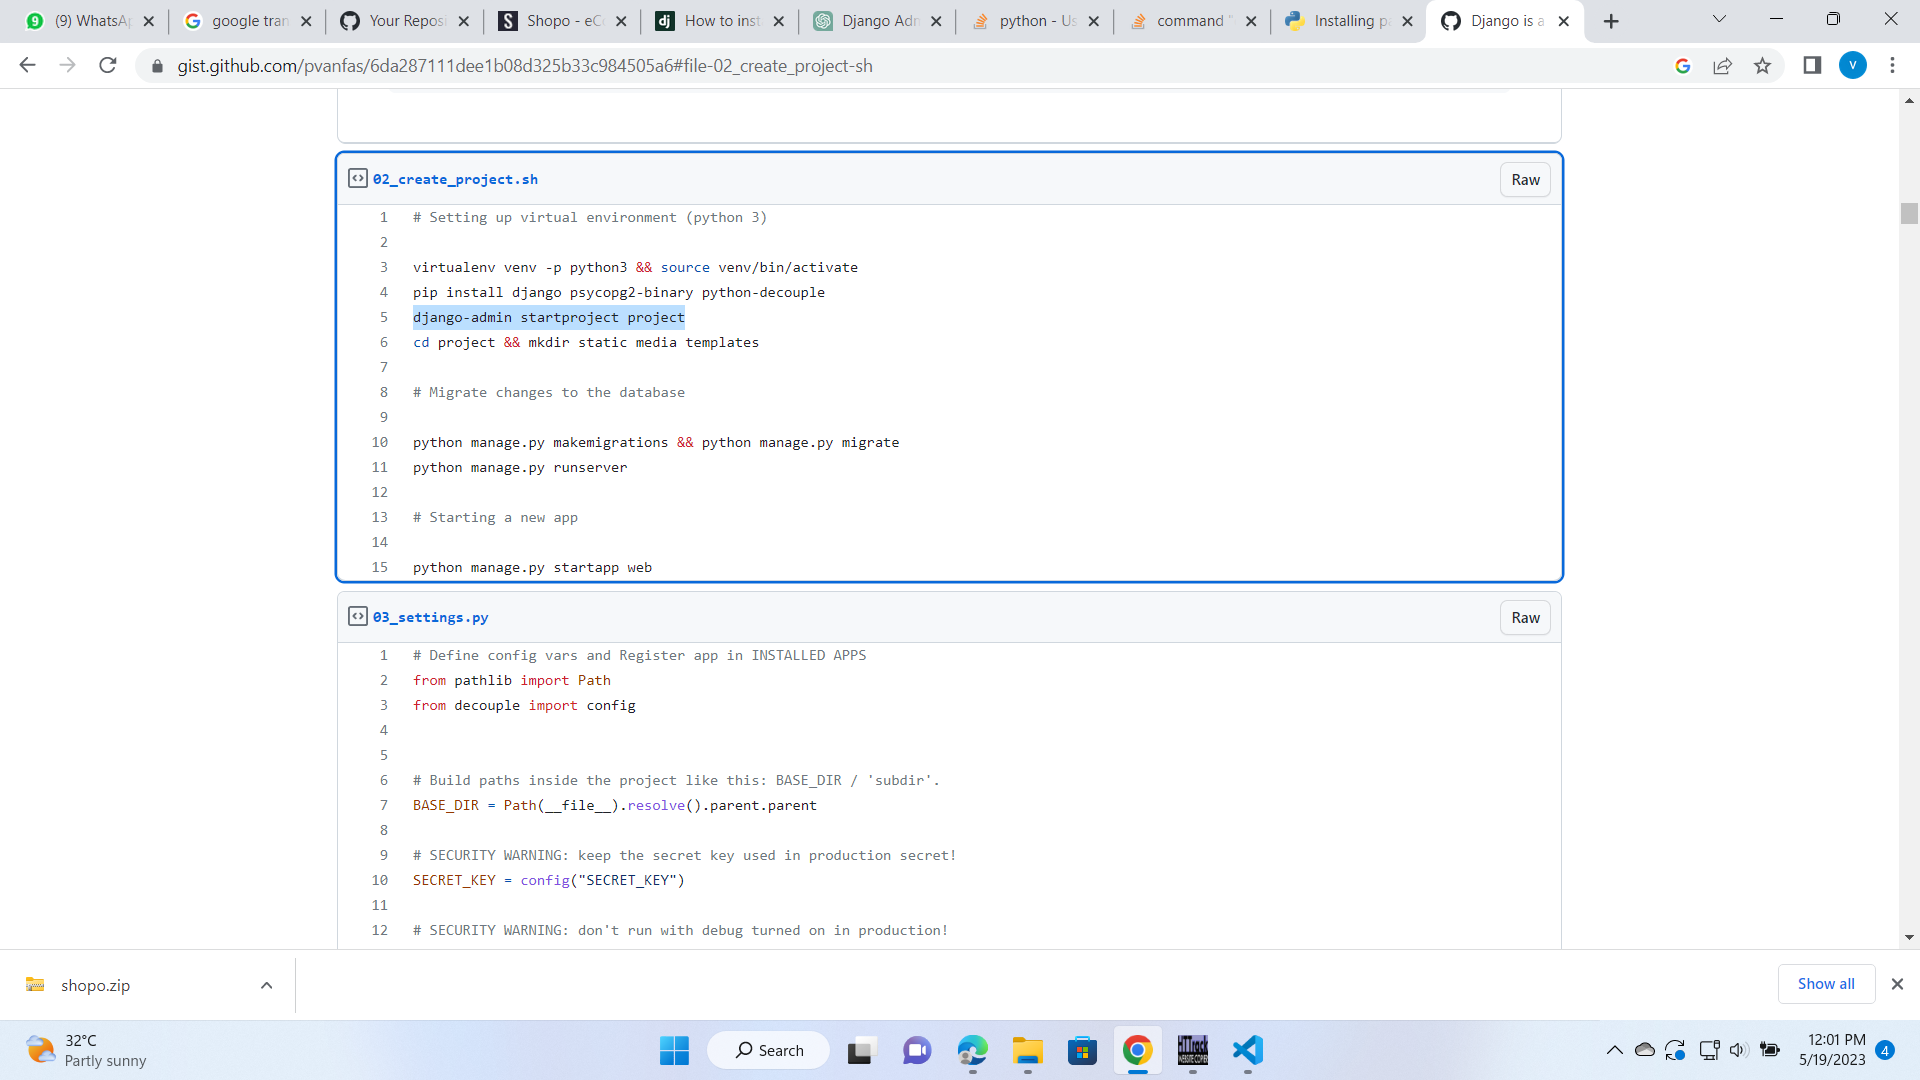 (9) WhatsA
google tran
Your Reposi
Shopo - eC
How to inst
Django Adn
python - Us
command "
Installing pa
Django is a
gist.github.com/pvanfas/6da287111dee1b08d325b33c984505a6#file-02_create_project-sh
V
02_create_project.sh
Raw
1 # Setting up virtual environment (python 3)
2
3 virtualenv venv -p python3 && source venv/bin/activate
4 pip install django psycopg2-binary python-decouple
5 django-admin startproject project
6 cd project && mkdir static media templates
7
8 # Migrate changes to the database
9
10 python manage.py makemigrations && python manage.py migrate
11 python manage.py runserver
12
13 # Starting a new app
14
15 python manage.py startapp web
03_settings.py
Raw
1 # Define config vars and Register app in INSTALLED APPS
2 from pathlib import Path
3 from decouple import config
4
5
6 # Build paths inside the project like this: BASE_DIR / 'subdir'.
7 BASE_DIR = Path(__file__).resolve().parent.parent
8
9 # SECURITY WARNING: keep the secret key used in production secret!
10 SECRET_KEY = config("SECRET_KEY")
11
12 # SECURITY WARNING: don't run with debug turned on in production!
shopo.zip
Show all
32°C
Partly sunny
Search
HTTrack
WEBSITE COPIER
12:01 PM
5/19/2023
4